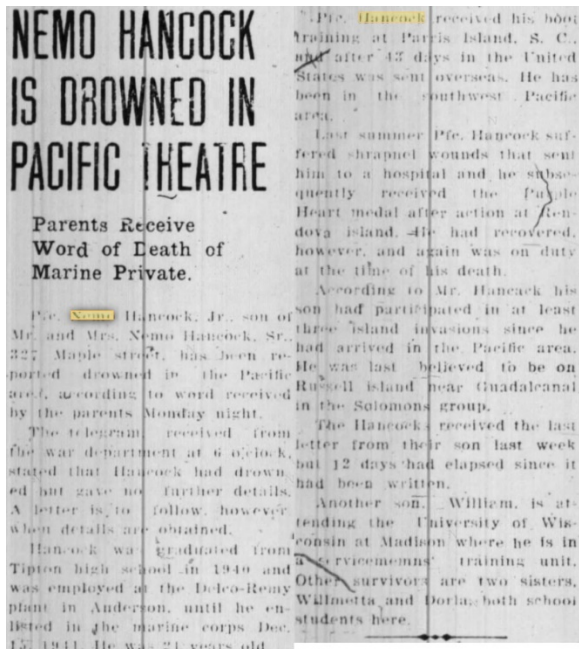 NEMO HANCOCK
IS DROWNED IN
PACIFIC THEATRE
Parents Receive
Word of Death of
Marine Private.
Pfc. Nemo Hancock, Jr., son of
Mr. and Mrs. Nemo Hancock, Sr.,
327 Maple street, has been re-
ported drowned in the Pacific
area, according to word received
by the parents Monday night.
The telegram, received from
the war department at 6 o'clock,
stated that Hancock had drown-
ed but gave no further details.
A letter is to follow, however
when details are obtained.
Hancock was graduated from
Tipton high school in 1940 and
was employed at the Delco-Remy
plant in Anderson, until he en-
listed in the marine corps Dec.
15, 1941. He was 21 years old.
Pfc. Hancock received his boot
training at Parris Island, S. C.,
and after 43 days in the United
States was sent overseas. He has
been in the southwest Pacific
area.
Last summer Pfc. Hancock suf-
fered shrapnel wounds that sent
him to a hospital and he subse-
quently received the Purple
Heart medal after action at Ren-
dova island. He had recovered,
however, and again was on duty
at the time of his death.
According to Mr. Hancock his
son had participated in at least
three island invasions since he
had arrived in the Pacific area.
He was last believed to be on
Russell island near Guadalcanal
in the Solomons group.
The Hancocks received the last
letter from their son last week
but 12 days had elapsed since it
had been written.
Another son, William, is at-
tending the University of Wis-
consin at Madison where he is in
a servicemens' training unit.
Other survivors are two sisters,
Willmetta and Dorla, both school
students here.